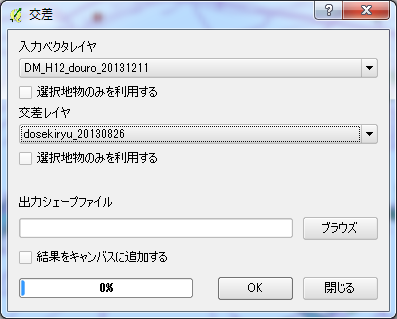 交差
入力ベクタレイヤ
DM_H12_douro_20131211
選択地物のみを利用する
交差レイヤ
dosekiryu_20130826
選択地物のみを利用する
出力シェープファイル
ブラウズ
結果をキャンバスに追加する
0%
OK
閉じる